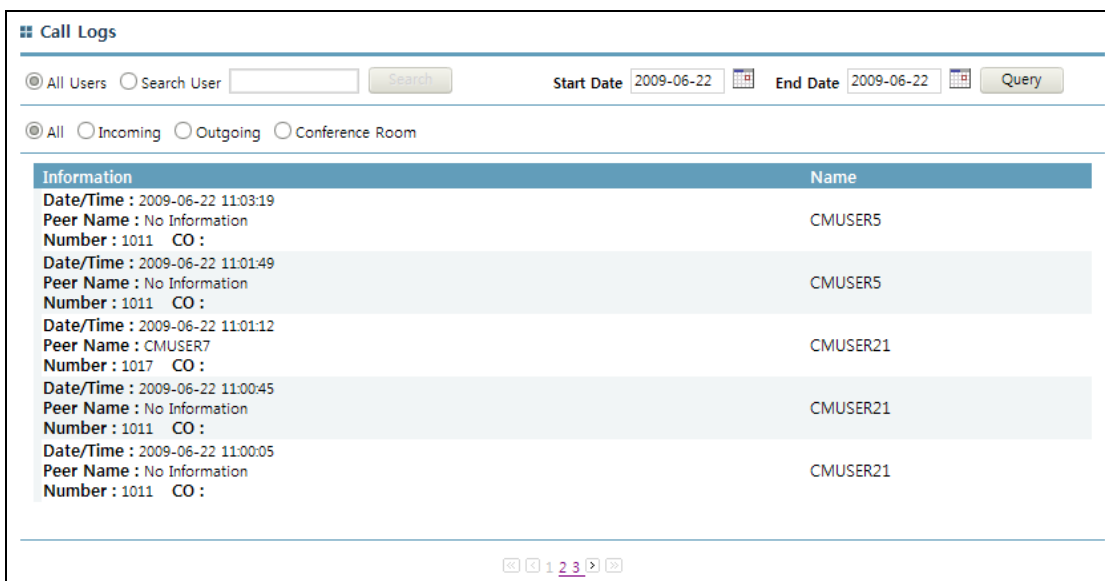 Call Logs
All Users Search User Search Start Date 2009-06-22 End Date 2009-06-22 Query
All Incoming Outgoing Conference Room
Information Name
Date/Time : 2009-06-22 11:03:19
Peer Name : No Information CMUSER5
Number : 1011 CO :
Date/Time : 2009-06-22 11:01:49
Peer Name : No Information CMUSER5
Number : 1011 CO :
Date/Time : 2009-06-22 11:01:12
Peer Name : CMUSER7 CMUSER21
Number : 1017 CO :
Date/Time : 2009-06-22 11:00:45
Peer Name : No Information CMUSER21
Number : 1011 CO :
Date/Time : 2009-06-22 11:00:05
Peer Name : No Information CMUSER21
Number : 1011 CO :
1 2 3